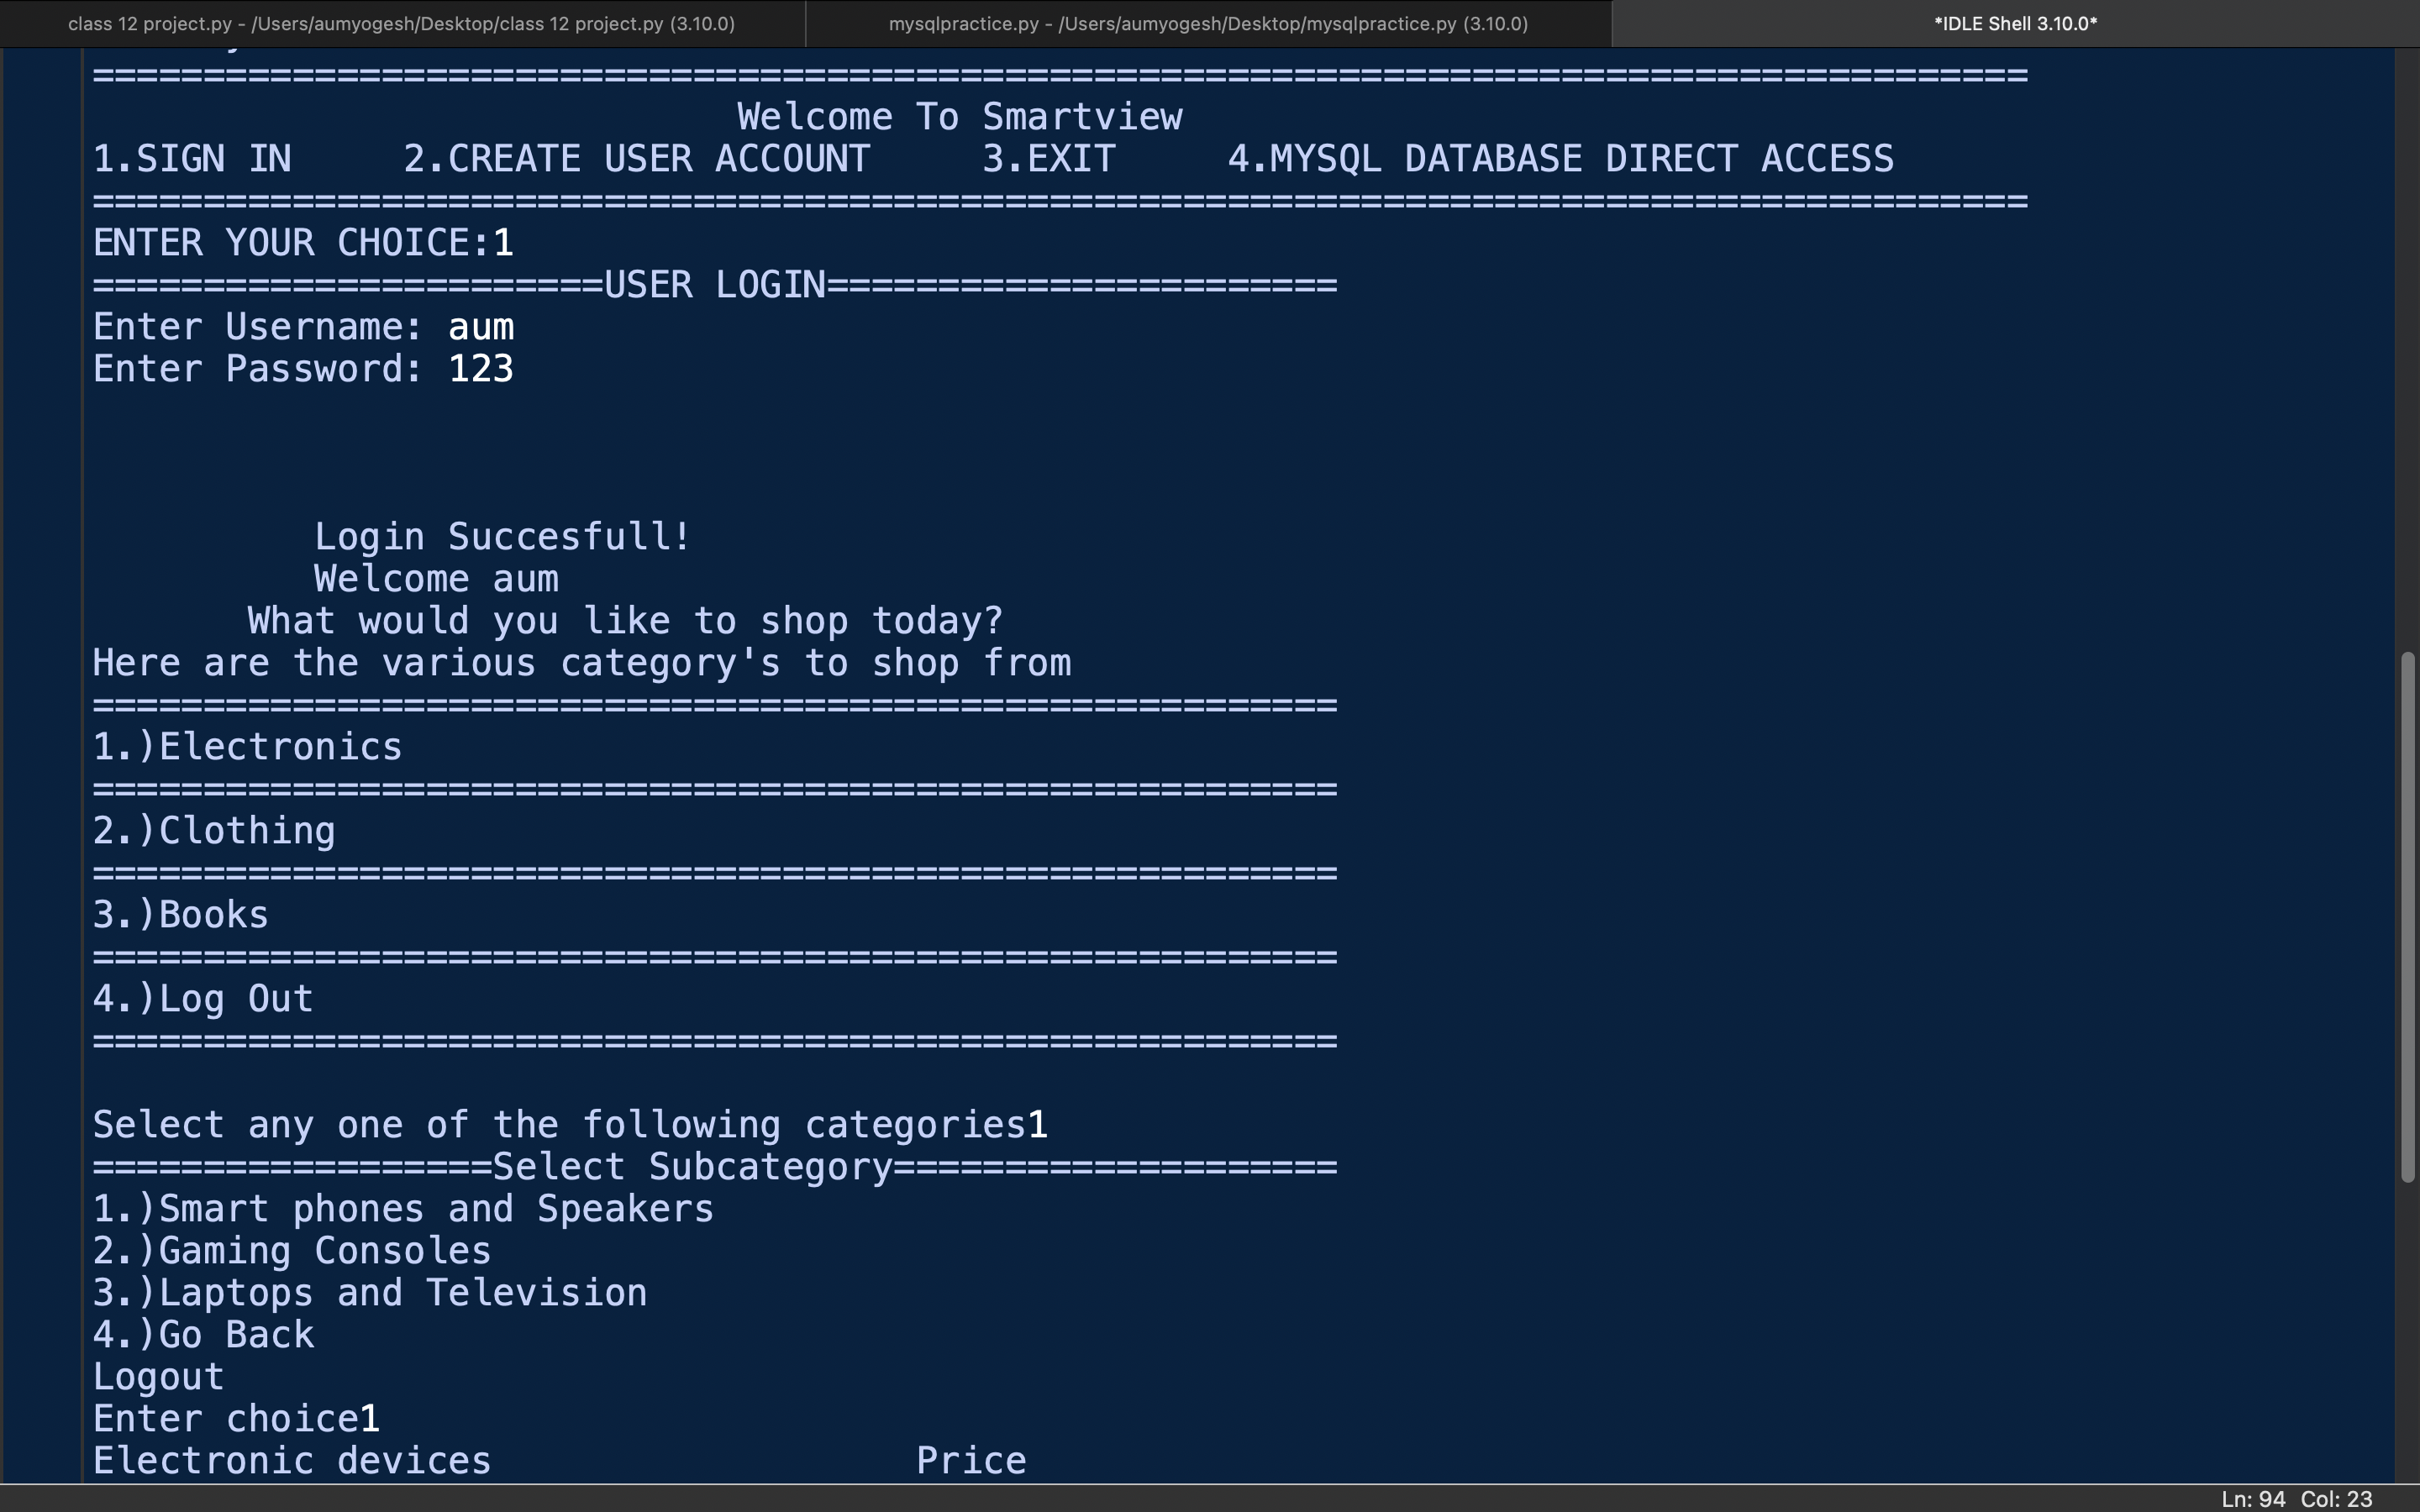 class 12 project.py - /Users/aumyogesh/Desktop/class 12 project.py (3.10.0)
mysqlpractice.py - /Users/aumyogesh/Desktop/mysqlpractice.py (3.10.0)
*IDLE Shell 3.10.0*
=======================================================================================
Welcome To Smartview
1.SIGN IN     2.CREATE USER ACCOUNT     3.EXIT     4.MYSQL DATABASE DIRECT ACCESS
=======================================================================================
ENTER YOUR CHOICE:1
=======================USER LOGIN=======================
Enter Username: aum
Enter Password: 123
Login Succesfull!
Welcome aum
What would you like to shop today?
Here are the various category's to shop from
========================================================
1.)Electronics
========================================================
2.)Clothing
========================================================
3.)Books
========================================================
4.)Log Out
========================================================
Select any one of the following categories1
==================Select Subcategory====================
1.)Smart phones and Speakers
2.)Gaming Consoles
3.)Laptops and Television
4.)Go Back
Logout
Enter choice1
Electronic devices                   Price
Ln: 94  Col: 23